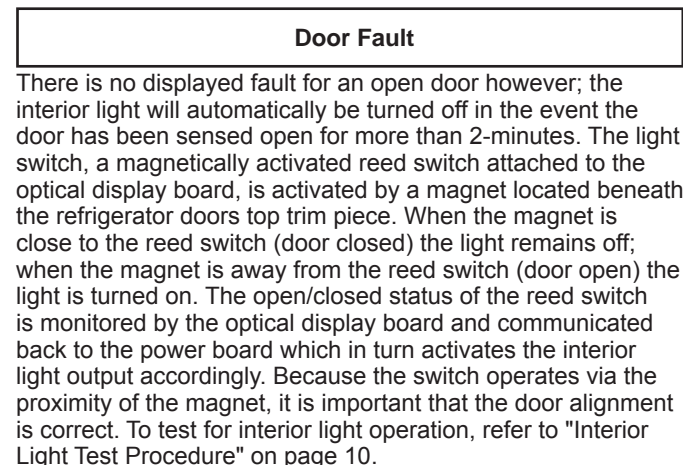 Door Fault
There is no displayed fault for an open door however; the
interior light will automatically be turned off in the event the
door has been sensed open for more than 2-minutes. The light
switch, a magnetically activated reed switch attached to the
optical display board, is activated by a magnet located beneath
the refrigerator doors top trim piece. When the magnet is
close to the reed switch (door closed) the light remains off;
when the magnet is away from the reed switch (door open) the
light is turned on. The open/closed status of the reed switch
is monitored by the optical display board and communicated
back to the power board which in turn activates the interior
light output accordingly. Because the switch operates via the
proximity of the magnet, it is important that the door alignment
is correct. To test for interior light operation, refer to "Interior
Light Test Procedure" on page 10.